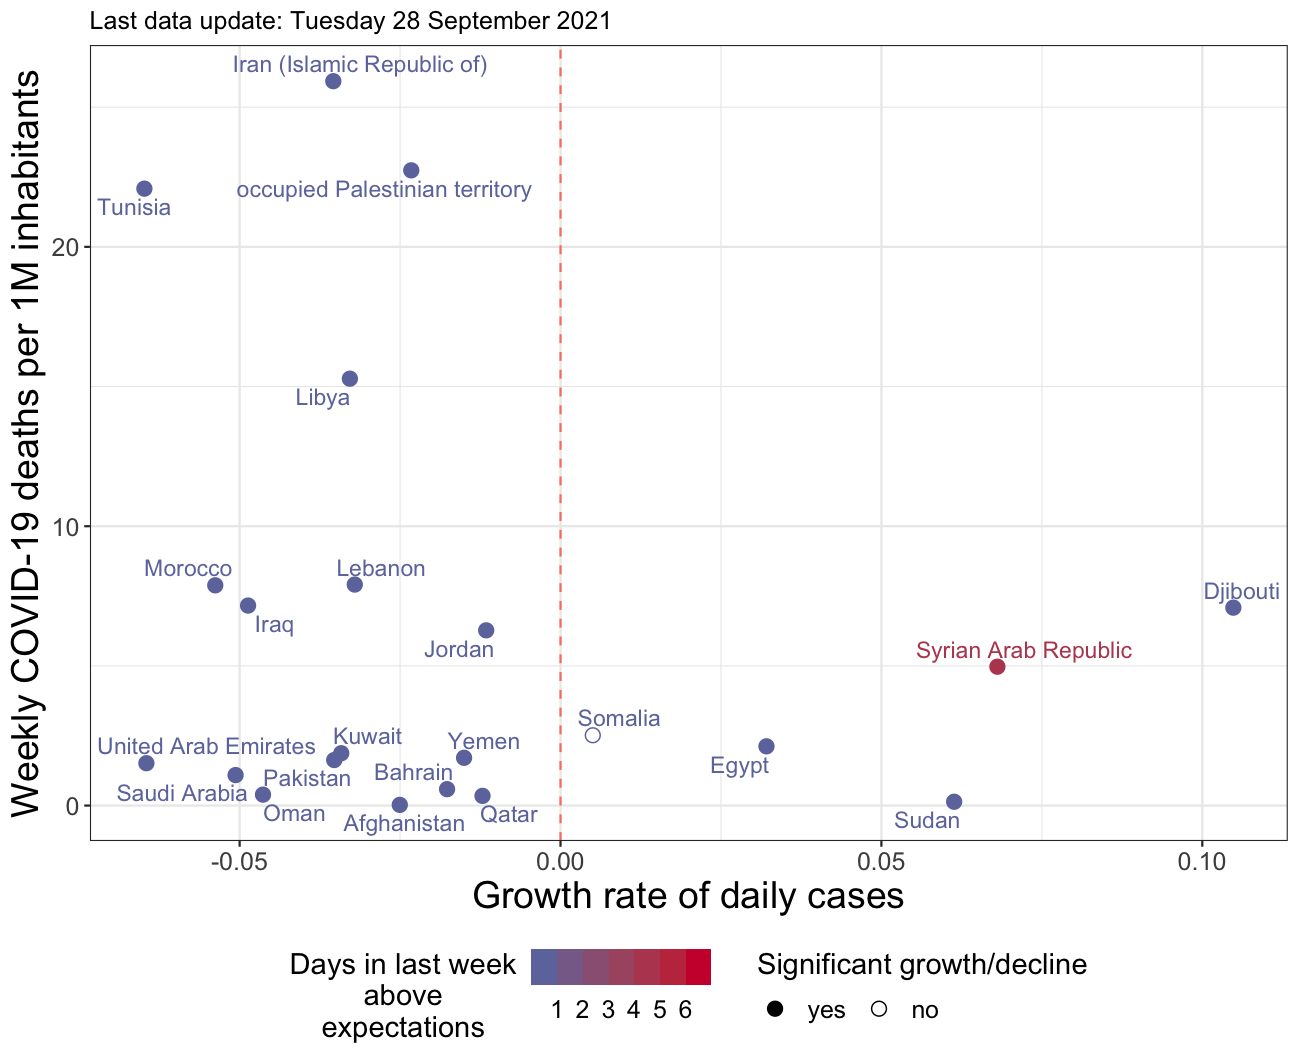 Last data update: Tuesday 28 September 2021
Weekly COVID-19 deaths per 1M inhabitants
Iran (Islamic Republic of)
occupied Palestinian territory
Tunisia
20
Libya
10
Morocco
Lebanon
Djibouti
Iraq
Jordan
Syrian Arab Republic
Somalia
Kuwait
Yemen
United Arab Emirates
Egypt
Pakistan
Bahrain
Saudi Arabia
0
Oman
Qatar
Afghanistan
Sudan
-0.05 0.00 0.05 0.10
Growth rate of daily cases
Days in last week
above
expectations
1 2 3 4 5 6
Significant growth/decline
yes no